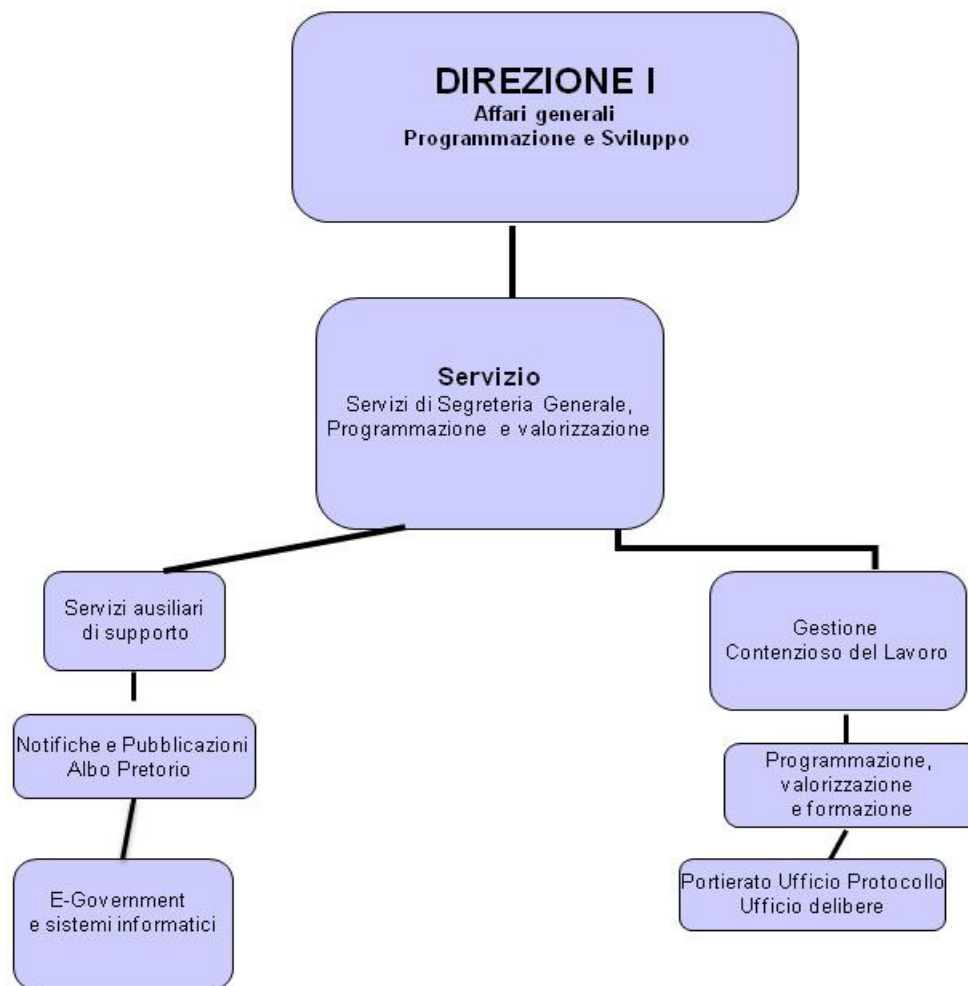 DIREZIONE I
Affari generali
Programmazione e Sviluppo
Servizio
Servizi di Segreteria Generale,
Programmazione e valorizzazione
Servizi ausiliari
di supporto
Gestione
Contenzioso del Lavoro
Notifiche e Pubblicazioni
Albo Pretorio
Programmazione,
valorizzazione
e formazione
E-Government
e sistemi informatici
Portierato Ufficio Protocollo
Ufficio delibere